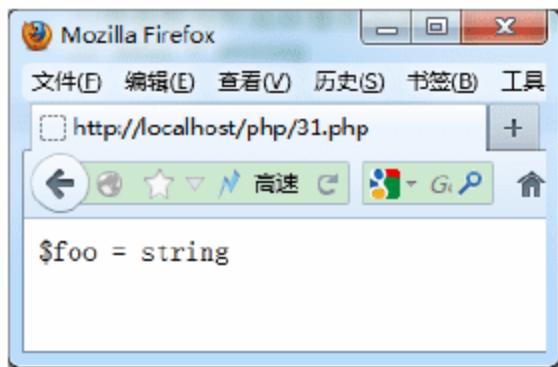 Mozilla Firefox
文件(F) 编辑(E) 查看(V) 历史(S) 书签(B) 工具
http://localhost/php/31.php
高速
$foo = string